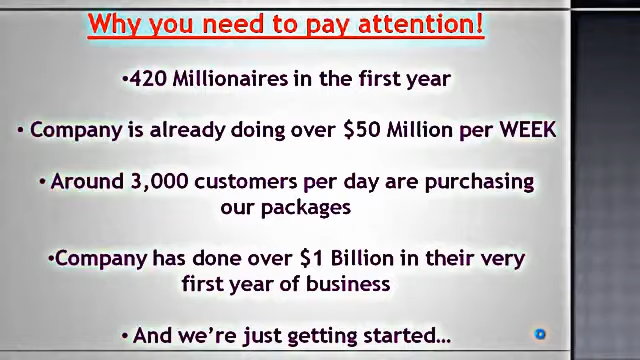 Why you need to pay attention!
•420 Millionaires in the first year
• Company is already doing over $50 Million per WEEK
• Around 3,000 customers per day are purchasing
our packages
•Company has done over $1 Billion in their very
first year of business
• And we're just getting started...